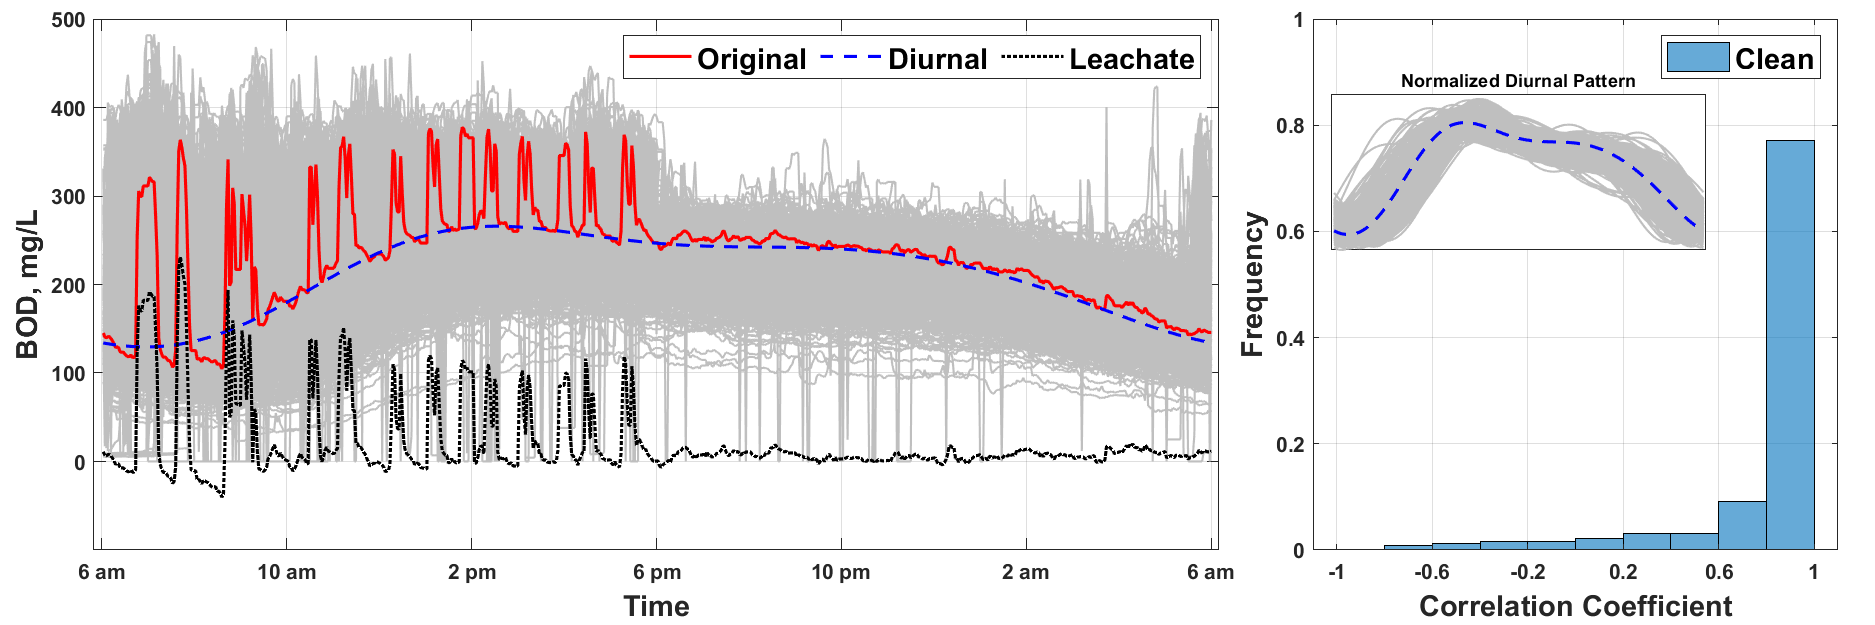 500
400
300
200
100
0
BOD, mg/L
Original Diurnal Leachate
6 am 10 am 2 pm 6 pm 10 pm 2 am 6 am
Time
1
0.8
0.6
0.4
0.2
0
Frequency
Clean
Normalized Diurnal Pattern
-1 -0.6 -0.2 0.2 0.6 1
Correlation Coefficient